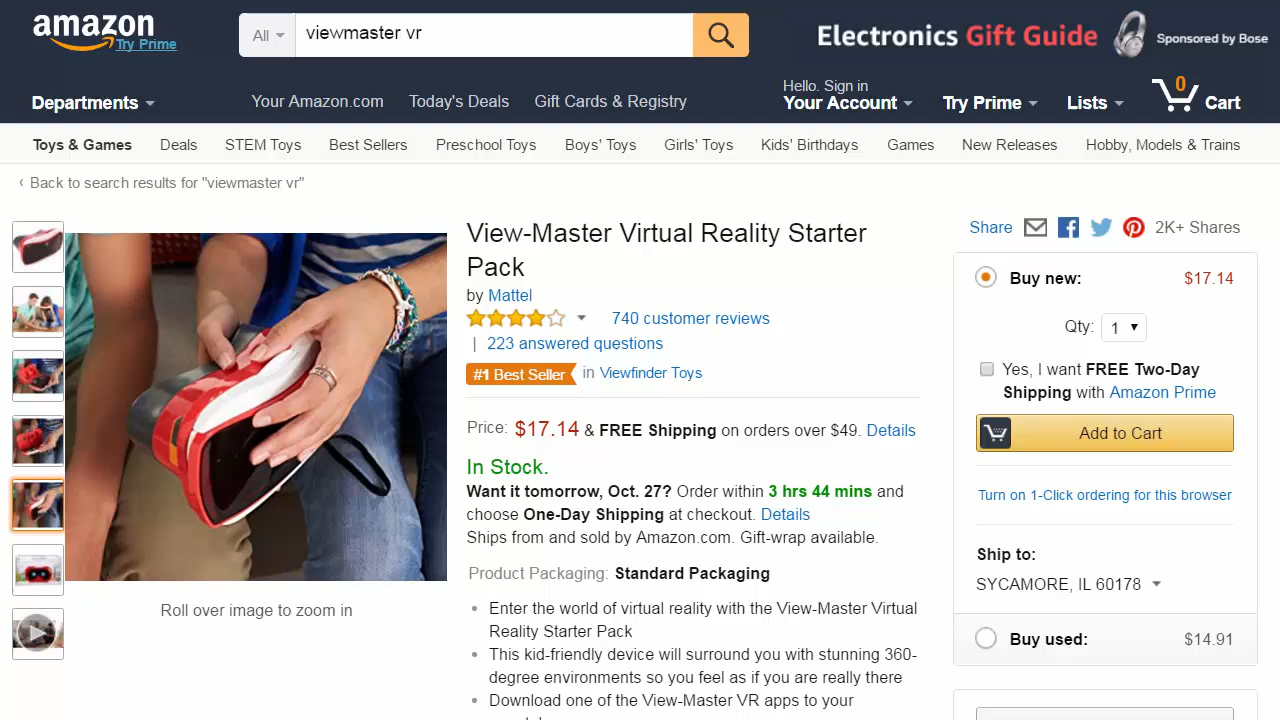 amazon
Try Prime
All
viewmaster vr
Electronics Gift Guide
Sponsored by Bose
Departments
Your Amazon.com
Today's Deals
Gift Cards & Registry
Hello. Sign in
Your Account
Try Prime
Lists
0
Cart
Toys & Games
Deals
STEM Toys
Best Sellers
Preschool Toys
Boys' Toys
Girls' Toys
Kids' Birthdays
Games
New Releases
Hobby, Models & Trains
‹ Back to search results for "viewmaster vr"
View-Master Virtual Reality Starter
Pack
by Mattel
740 customer reviews
| 223 answered questions
#1 Best Seller in Viewfinder Toys
Price: $17.14 & FREE Shipping on orders over $49. Details
In Stock.
Want it tomorrow, Oct. 27? Order within 3 hrs 44 mins and
choose One-Day Shipping at checkout. Details
Ships from and sold by Amazon.com. Gift-wrap available.
Product Packaging: Standard Packaging
• Enter the world of virtual reality with the View-Master Virtual
Reality Starter Pack
• This kid-friendly device will surround you with stunning 360-
degree environments so you feel as if you are really there
• Download one of the View-Master VR apps to your
Roll over image to zoom in
Share
2K+ Shares
Buy new:
$17.14
Qty: 1
Yes, I want FREE Two-Day
Shipping with Amazon Prime
Add to Cart
Turn on 1-Click ordering for this browser
Ship to:
SYCAMORE, IL 60178
Buy used:
$14.91